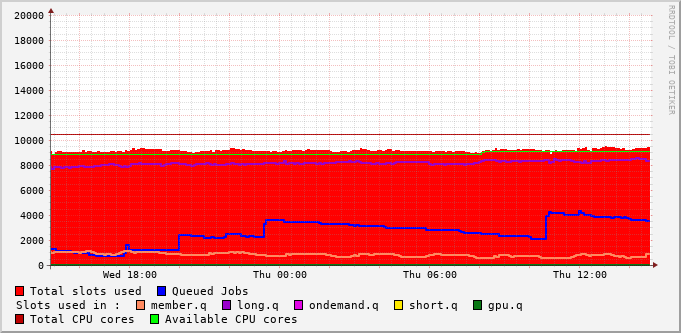 RRDTOOL / TOBI OETIKER
20000
18000
16000
14000
12000
10000
8000
6000
4000
2000
0
Wed 18:00 Thu 00:00 Thu 06:00 Thu 12:00
Total slots used Queued Jobs
Slots used in : member.q long.q ondemand.q short.q gpu.q
Total CPU cores Available CPU cores